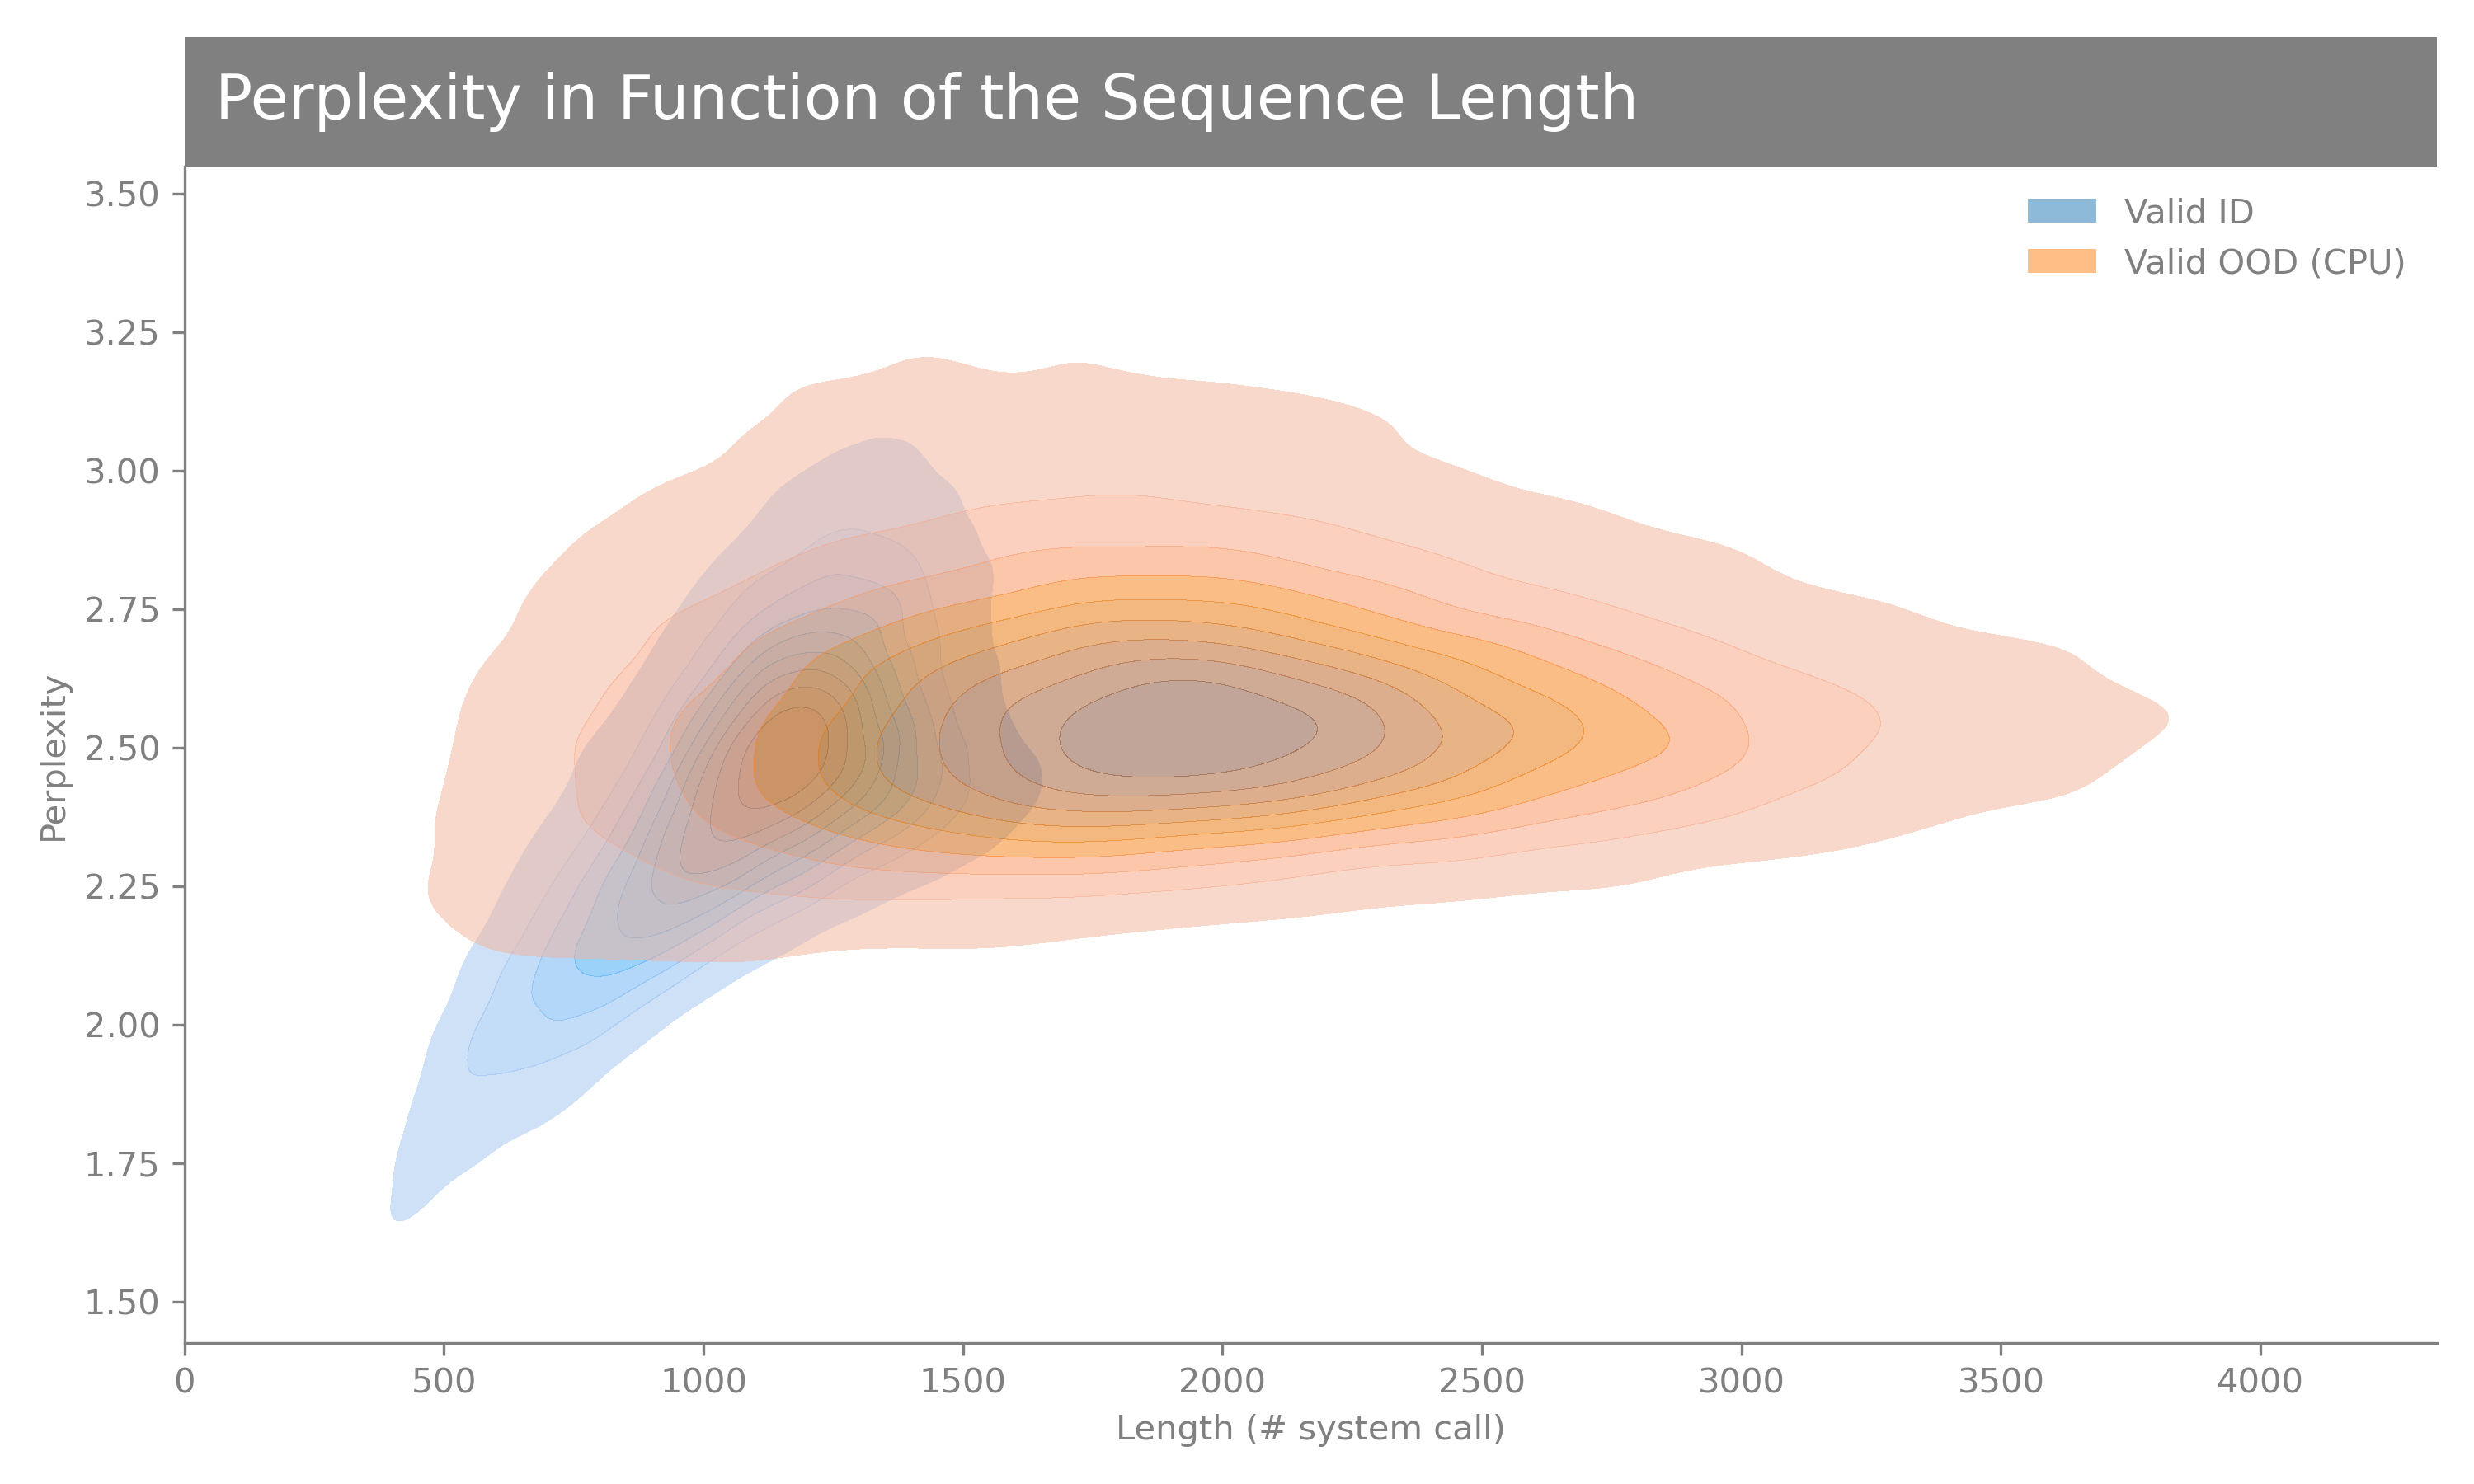 Perplexity in Function of the Sequence Length
Valid ID
Valid OOD (CPU)
3.50
3.25
3.00
2.75
2.50
2.25
2.00
1.75
1.50
Perplexity
0 500 1000 1500 2000 2500 3000 3500 4000
Length (# system call)